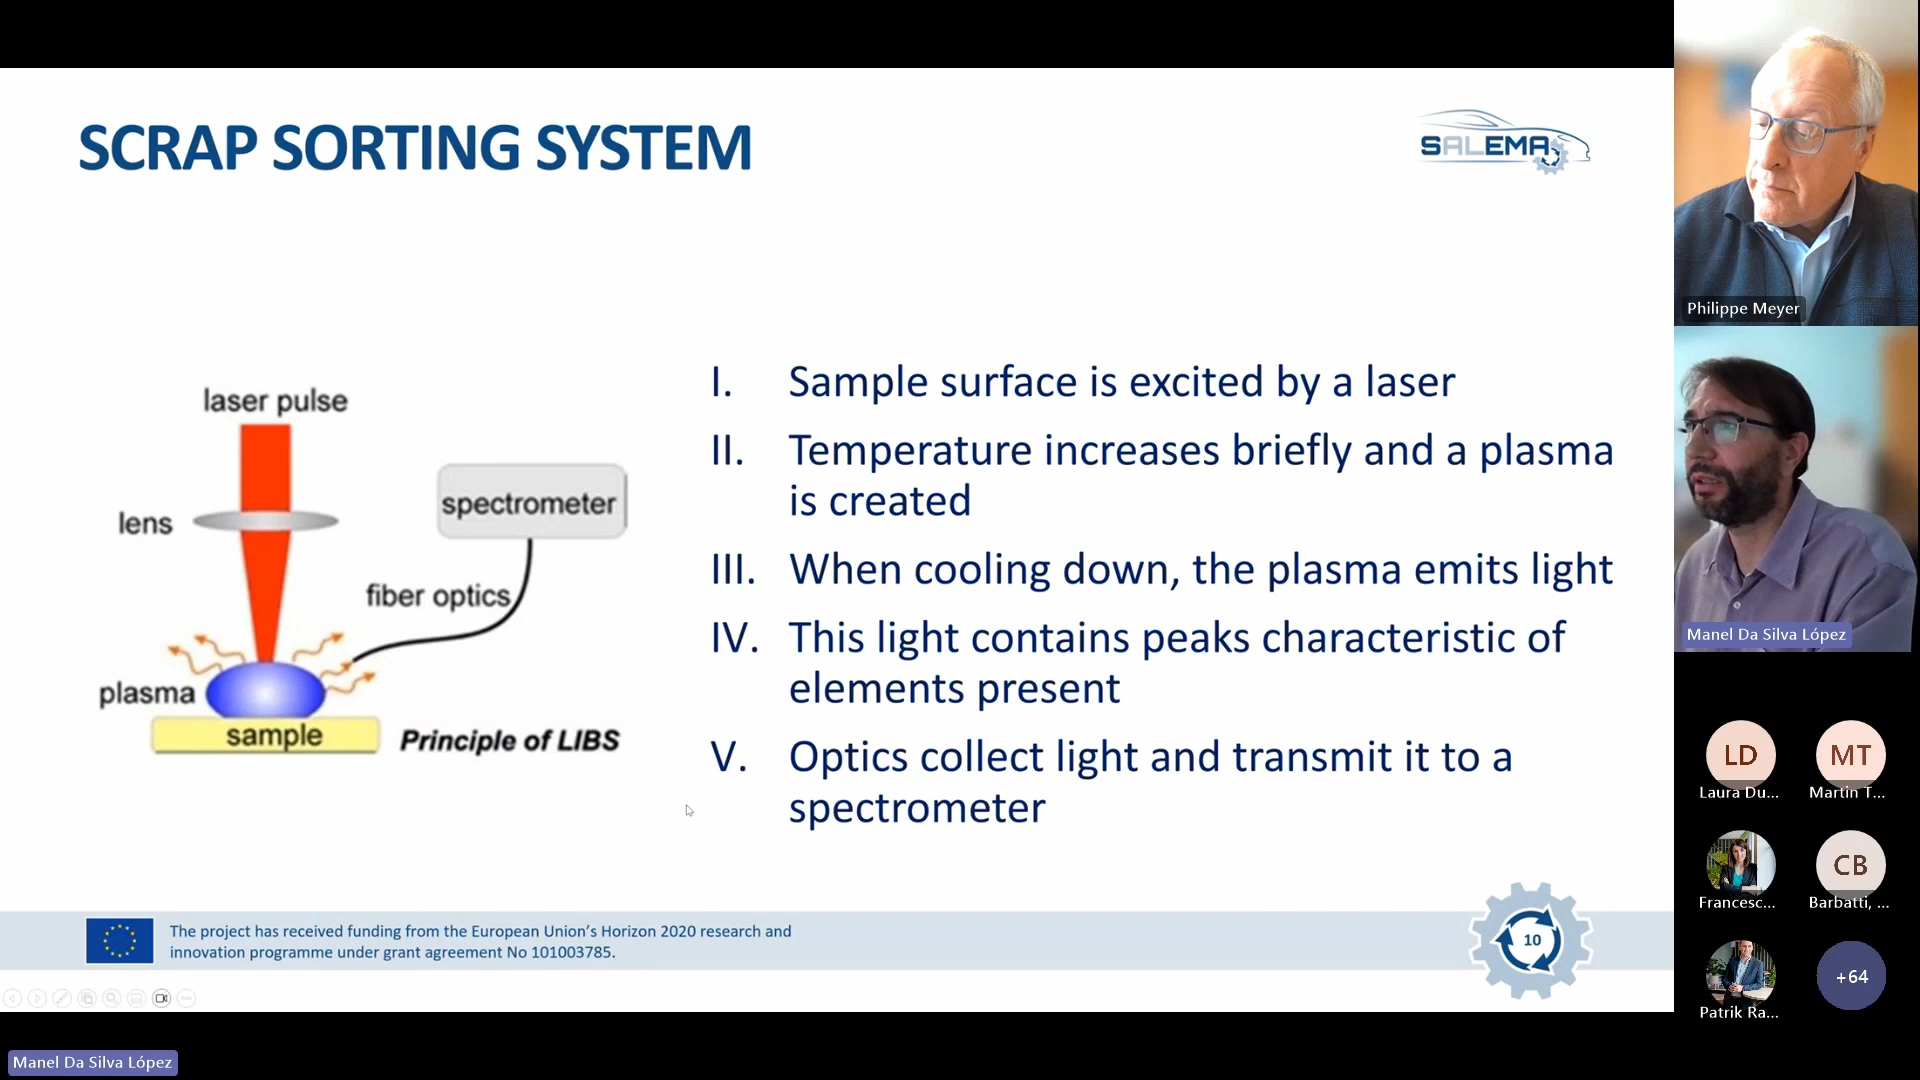 SCRAP SORTING SYSTEM
SALEMA
laser pulse
lens
spectrometer
fiber optics
plasma
sample
Principle of LIBS
I. Sample surface is excited by a laser
II. Temperature increases briefly and a plasma
is created
III. When cooling down, the plasma emits light
IV. This light contains peaks characteristic of
elements present
V. Optics collect light and transmit it to a
spectrometer
The project has received funding from the European Union’s Horizon 2020 research and
innovation programme under grant agreement No 101003785.
10
Manel Da Silva López
Philippe Meyer
Manel Da Silva López
LD
Laura Du...
MT
Martin T...
Francesc...
CB
Barbatti, ...
Patrik Ra...
+64